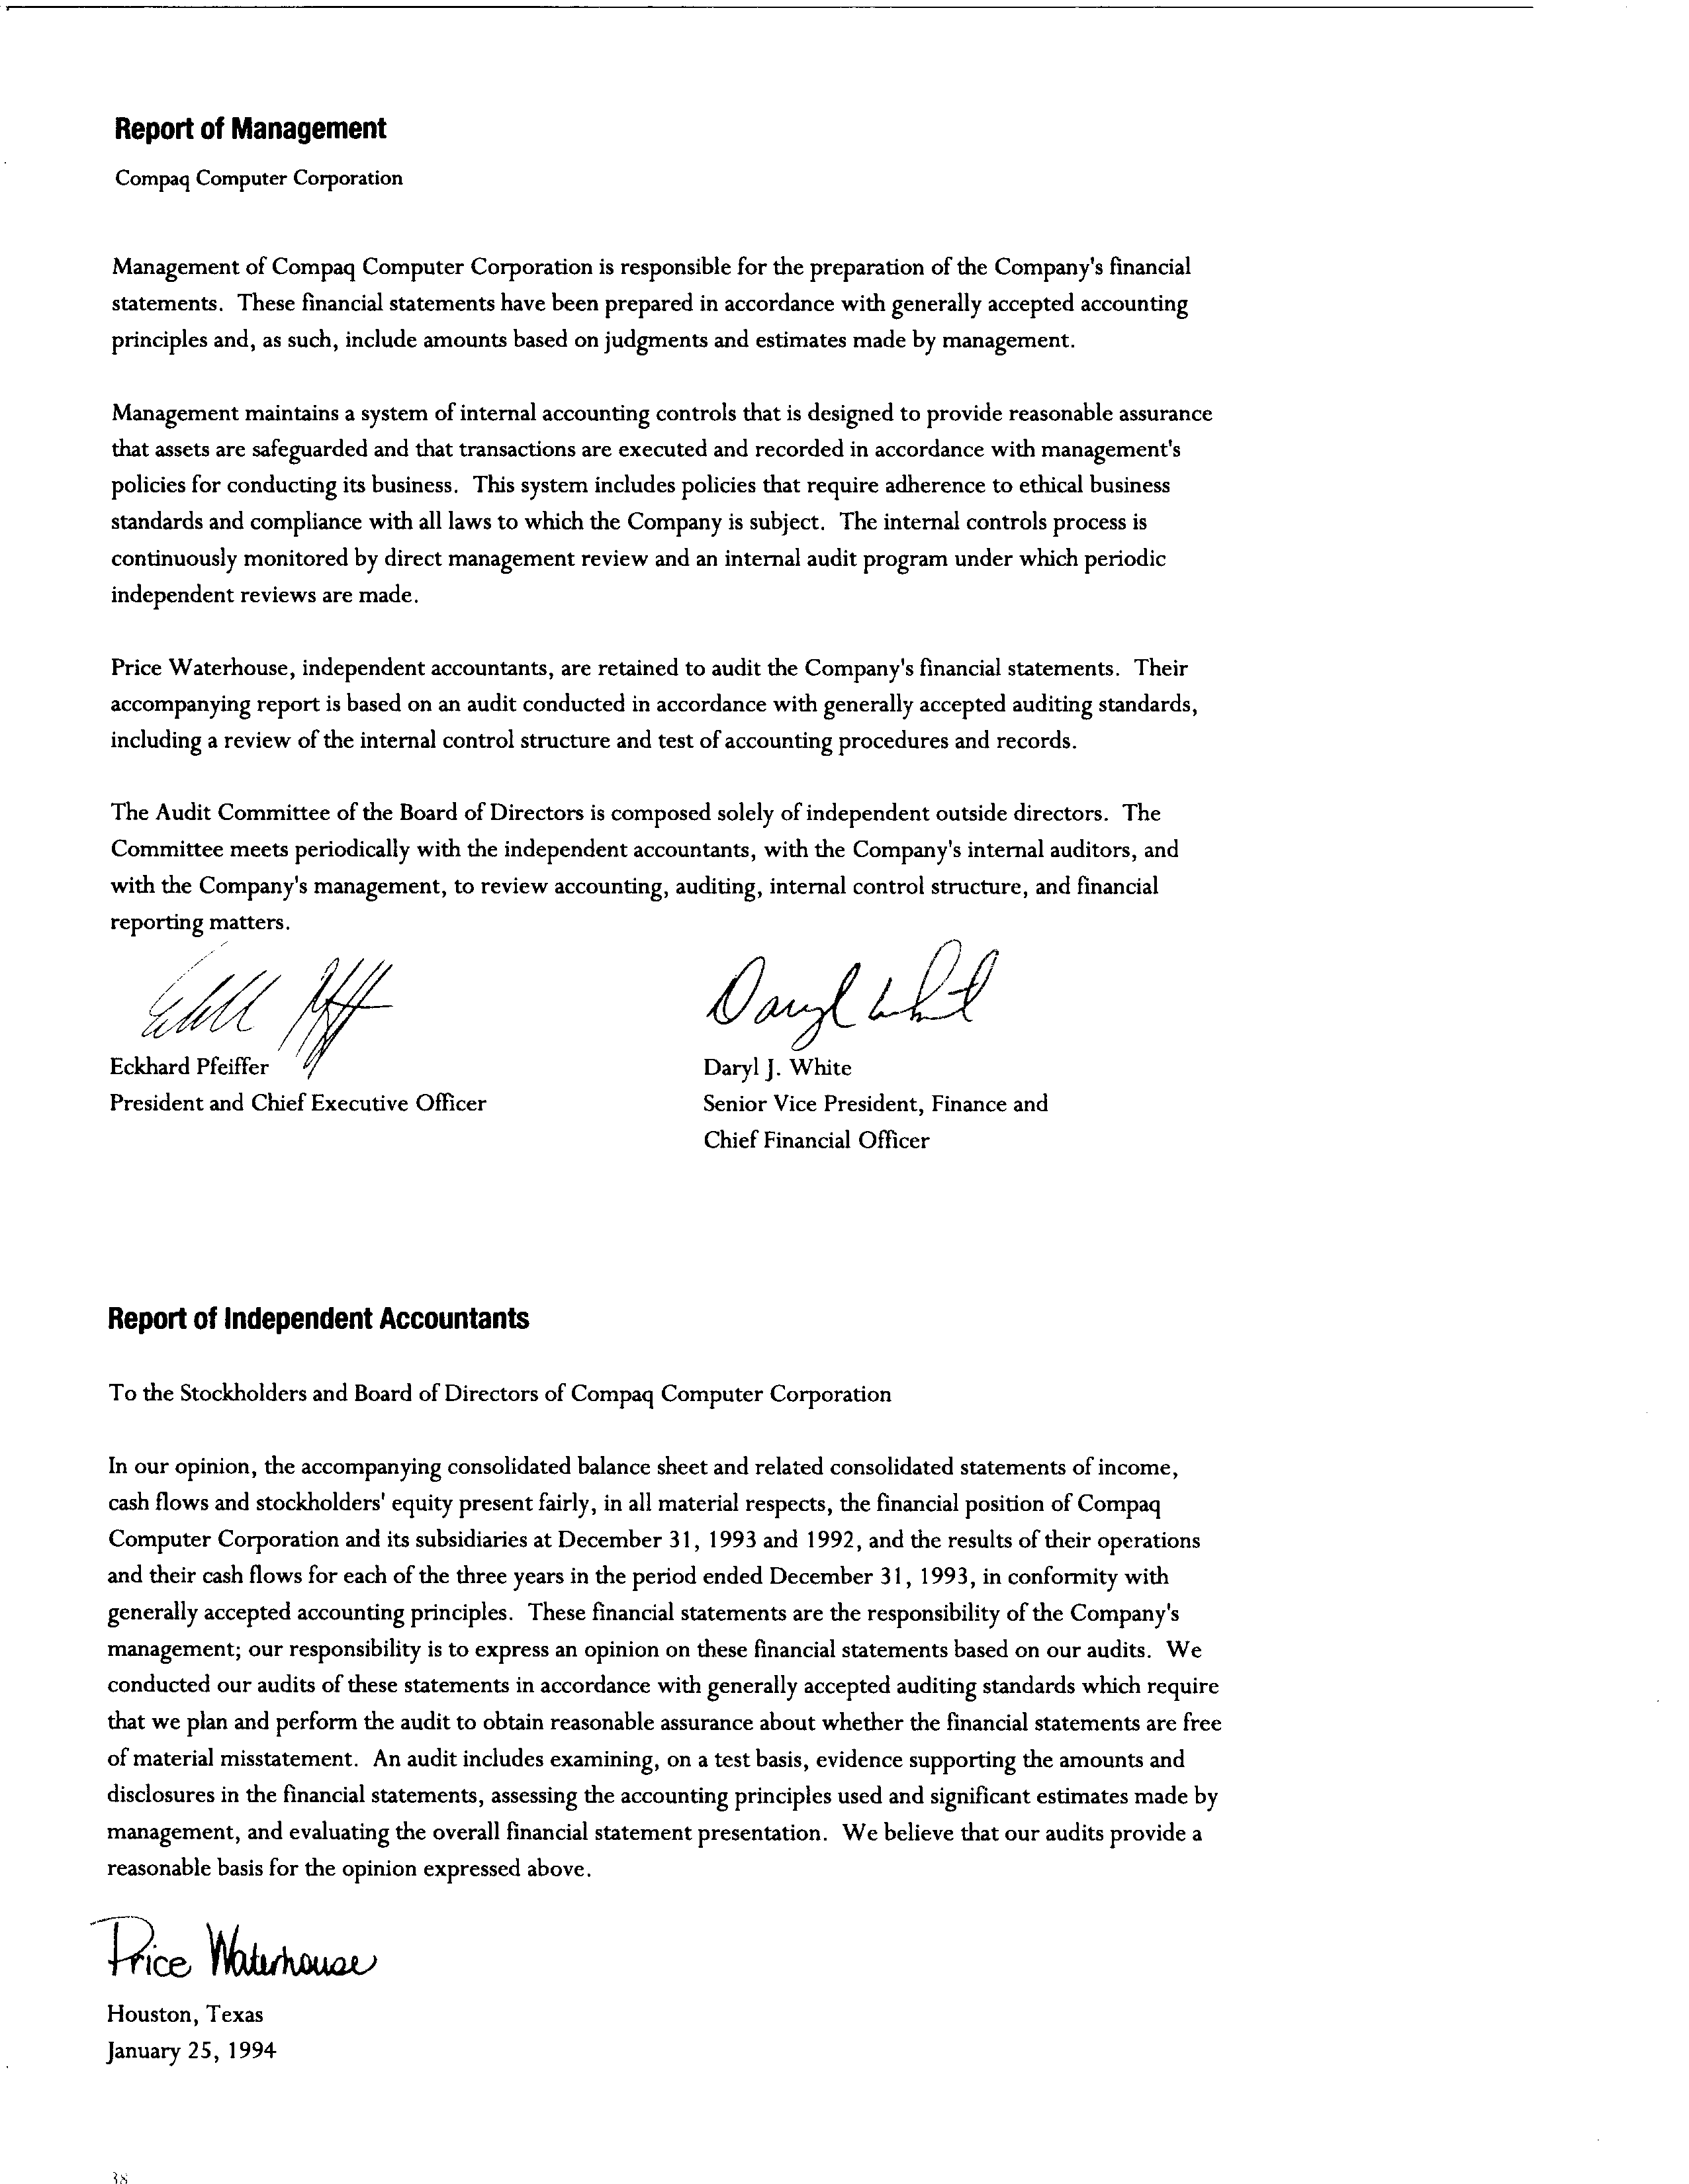 Report of Management
Compaq Computer Corporation
Management of Compaq Computer Corporation is responsible for the preparation of the Company's financial
statements. These financial statements have been prepared in accordance with generally accepted accounting
principles and, as such, include amounts based on judgments and estimates made by management.
Management maintains a system of internal accounting controls that is designed to provide reasonable assurance
that assets are safeguarded and that transactions are executed and recorded in accordance with management's
policies for conducting its business. This system includes policies that require adherence to ethical business
standards and compliance with all laws to which the Company is subject. The internal controls process is
continuously monitored by direct management review and an internal audit program under which periodic
independent reviews are made.
Price Waterhouse, independent accountants, are retained to audit the Company's financial statements. Their
accompanying report is based on an audit conducted in accordance with generally accepted auditing standards,
including a review of the internal control structure and test of accounting procedures and records.
The Audit Committee of the Board of Directors is composed solely of independent outside directors. The
Committee meets periodically with the independent accountants, with the Company's internal auditors, and
with the Company's management, to review accounting, auditing, internal control structure, and financial
reporting matters.
Daryl White
Eckhard Pfeiffer
President and Chief Executive Officer
Daryl J. White
Senior Vice President, Finance and
Chief Financial Officer
Report of Independent Accountants
To the Stockholders and Board of Directors of Compaq Computer Corporation
In our opinion, the accompanying consolidated balance sheet and related consolidated statements of income,
cash flows and stockholders' equity present fairly, in all material respects, the financial position of Compaq
Computer Corporation and its subsidiaries at December 31, 1993 and 1992, and the results of their operations
and their cash flows for each of the three years in the period ended December 31, 1993, in conformity with
generally accepted accounting principles. These financial statements are the responsibility of the Company's
management; our responsibility is to express an opinion on these financial statements based on our audits. We
conducted our audits of these statements in accordance with generally accepted auditing standards which require
that we plan and perform the audit to obtain reasonable assurance about whether the financial statements are free
of material misstatement. An audit includes examining, on a test basis, evidence supporting the amounts and
disclosures in the financial statements, assessing the accounting principles used and significant estimates made by
management, and evaluating the overall financial statement presentation. We believe that our audits provide a
reasonable basis for the opinion expressed above.
Price Waterhouse
Houston, Texas
January 25, 1994
38